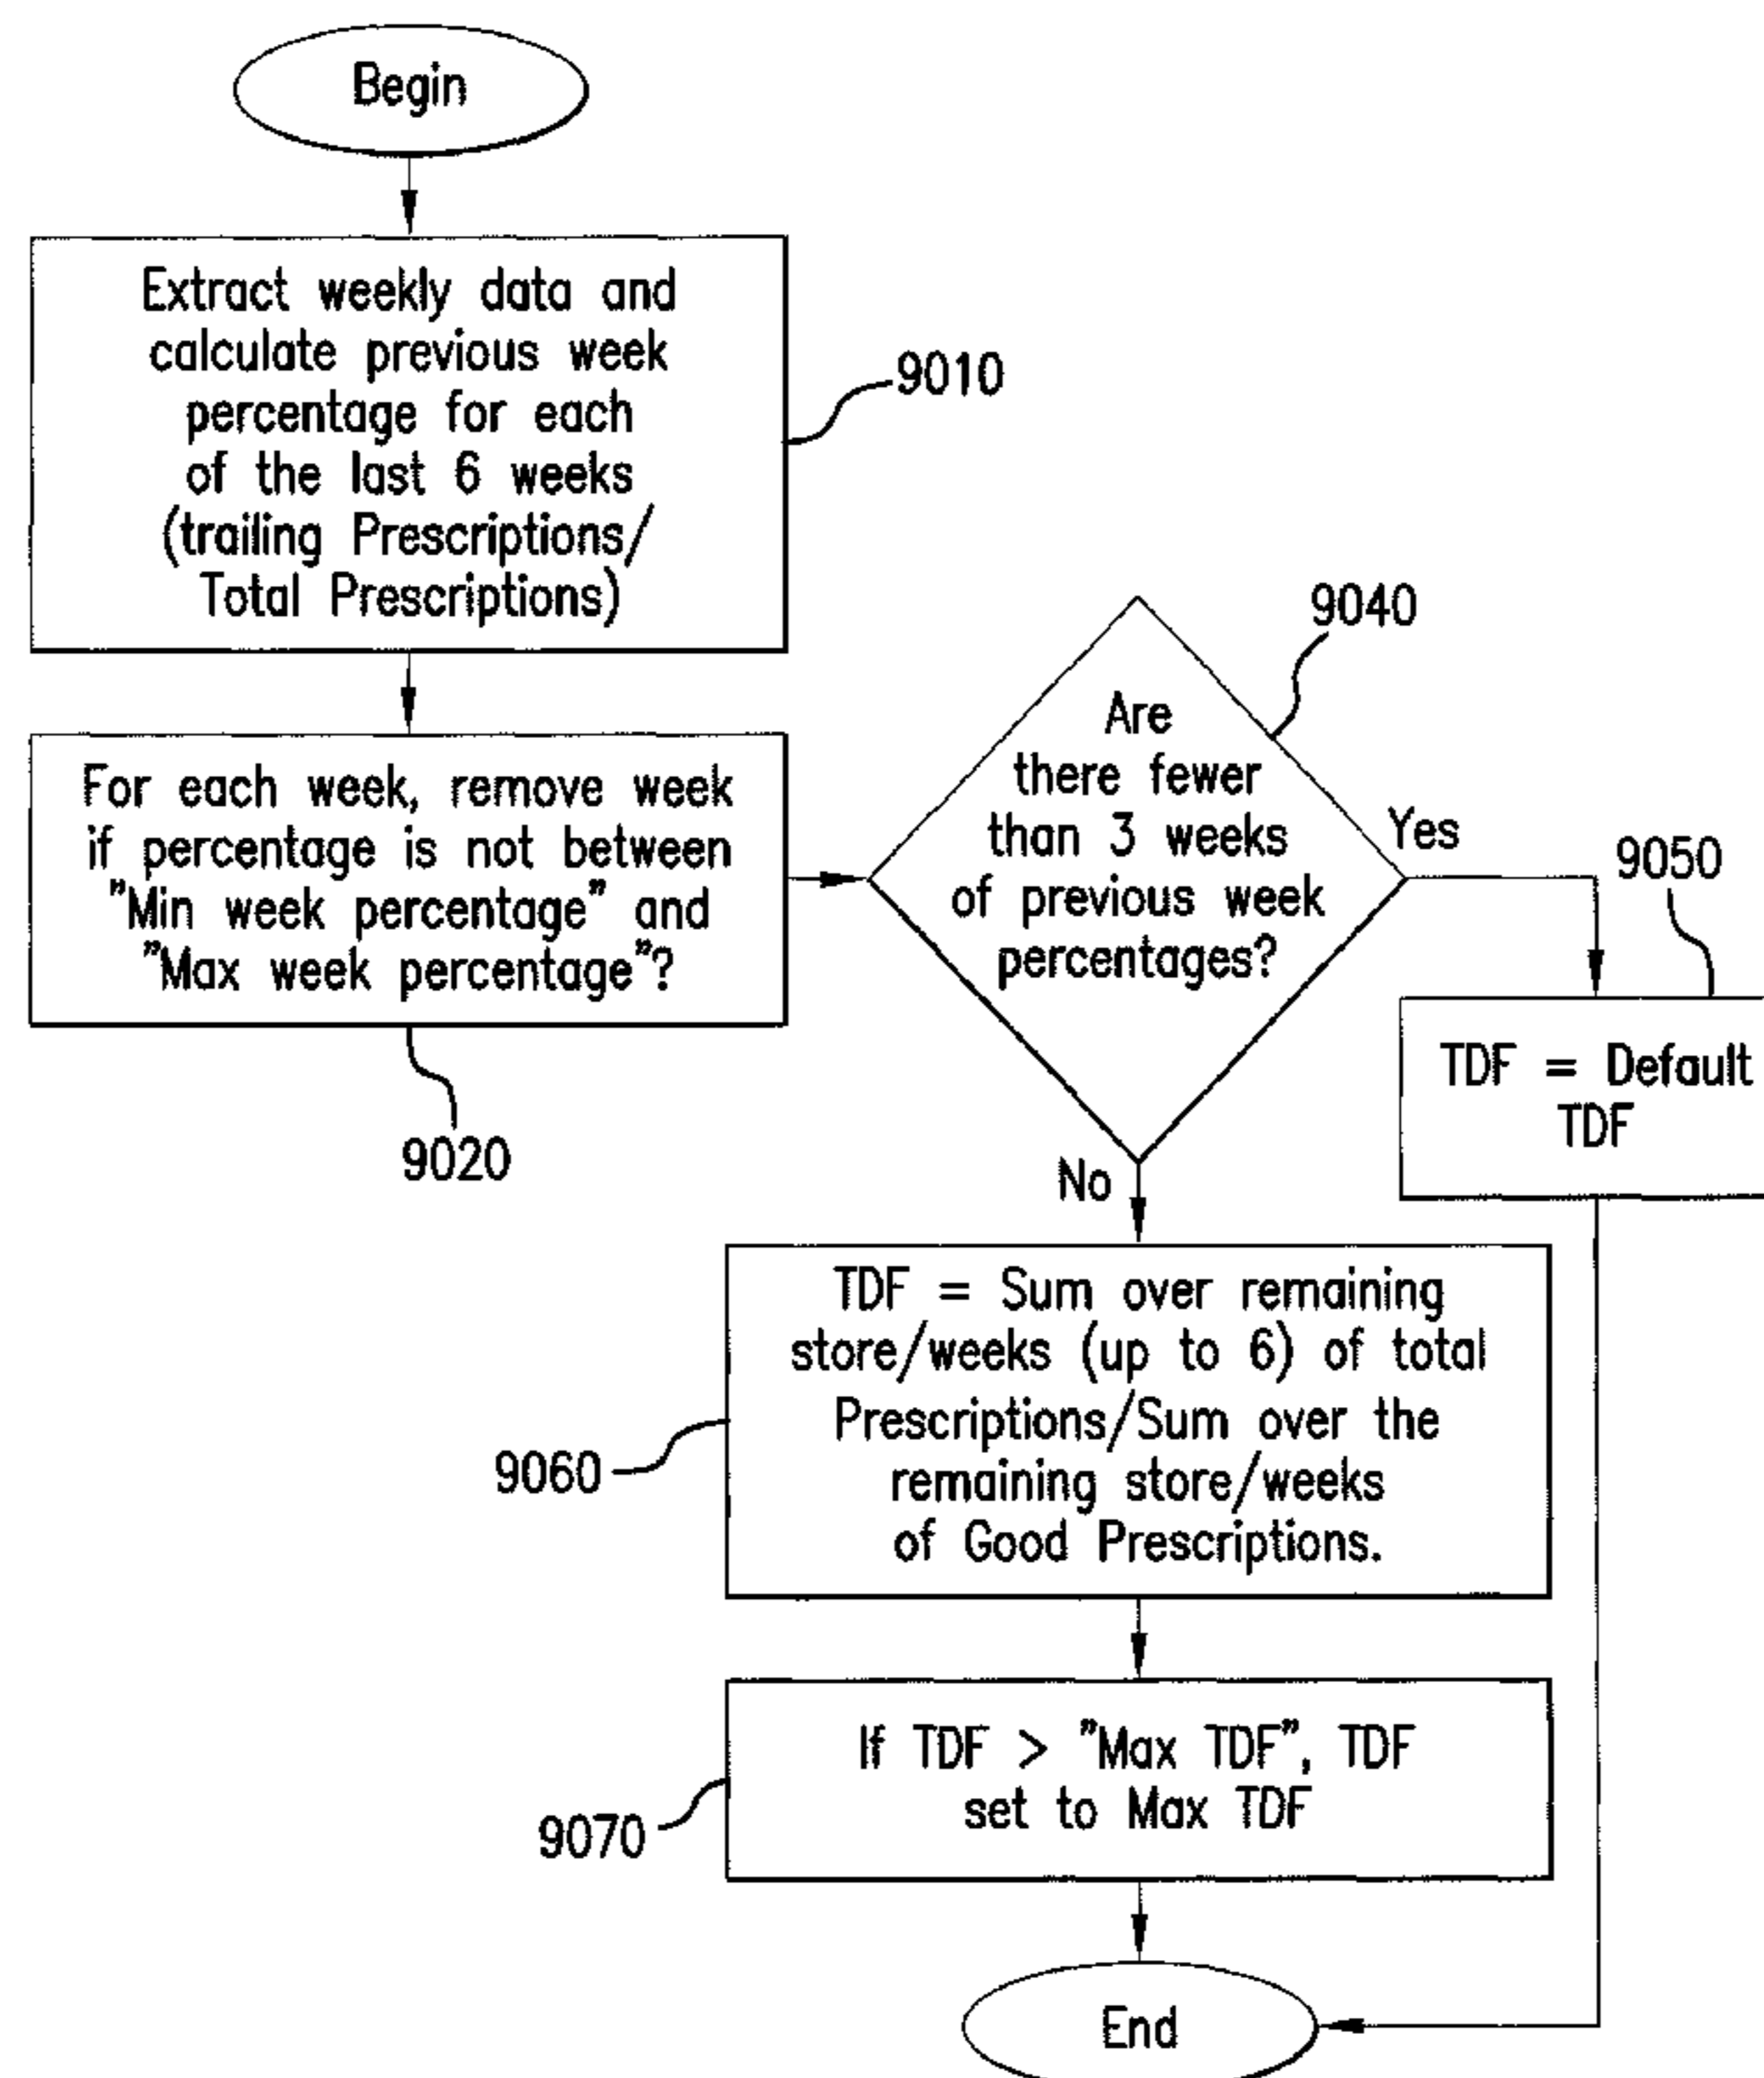 Begin
Extract weekly data and
calculate previous week
percentage for each
of the last 6 weeks
(trailing Prescriptions/
Total Prescriptions)
9010
For each week, remove week
if percentage is not between
"Min week percentage" and
"Max week percentage"?
9020
9040
Are
there fewer
than 3 weeks
of previous week
percentages?
Yes
9050
TDF = Default
TDF
No
TDF = Sum over remaining
store/weeks (up to 6) of total
Prescriptions/Sum over the
remaining store/weeks
of Good Prescriptions.
9060
If TDF > "Max TDF", TDF
set to Max TDF
9070
End